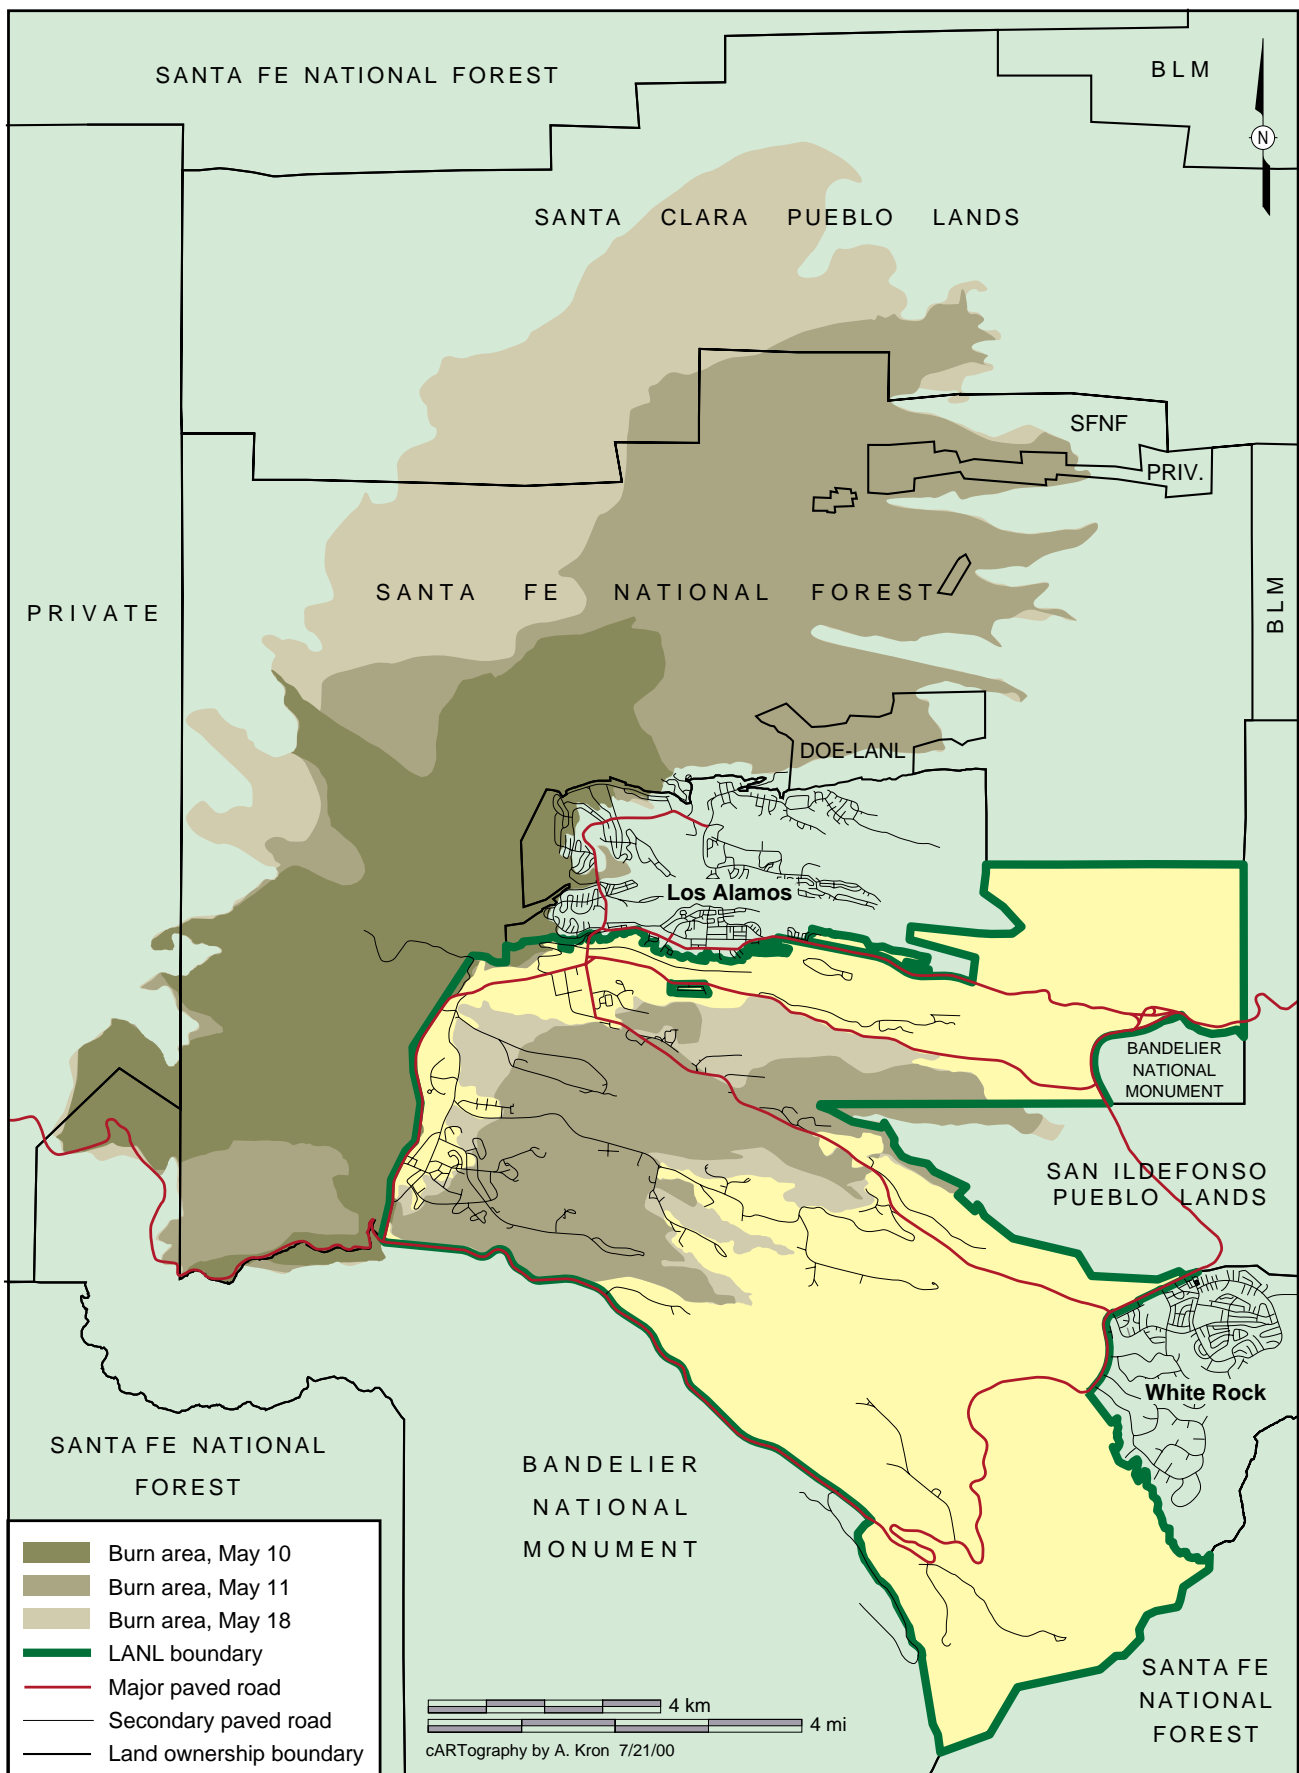 SANTA FE NATIONAL FOREST
BLM
N
SANTA CLARA PUEBLO LANDS
SFNF
PRIV.
SANTA FE NATIONAL FOREST
PRIVATE
BLM
DOE-LANL
Los Alamos
BANDELIER
NATIONAL
MONUMENT
SAN ILDEFONSO
PUEBLO LANDS
White Rock
SANTA FE NATIONAL
FOREST
BANDELIER
NATIONAL
MONUMENT
Burn area, May 10
Burn area, May 11
Burn area, May 18
LANL boundary
Major paved road
Secondary paved road
Land ownership boundary
4 km
4 mi
cARTography by A. Kron 7/21/00
SANTA FE
NATIONAL
FOREST